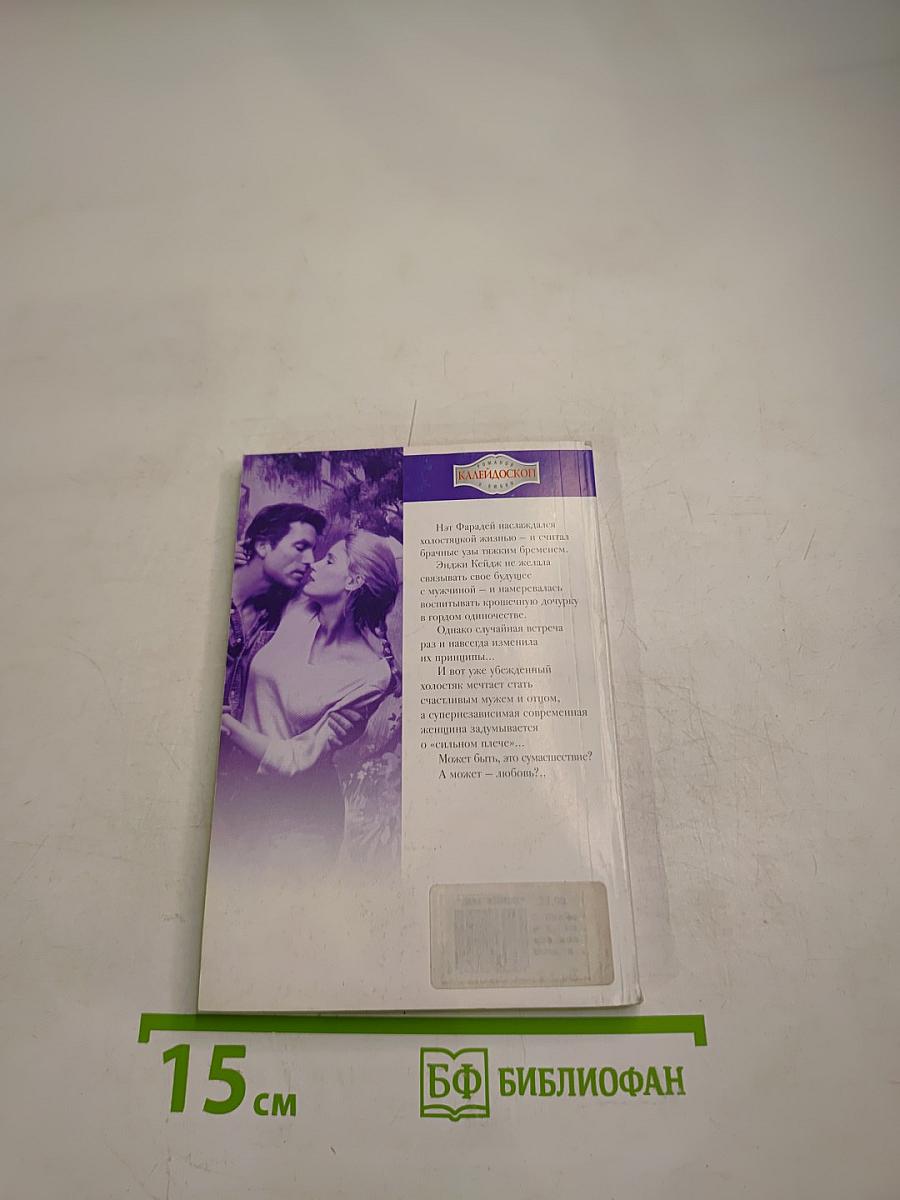 РОМАНОВ
КАЛЕЙДОСКОП
О ЛЮБВИ
Нэт Фарадей наслаждался
холостяцкой жизнью – и считал
брачные узы тяжким бременем.
Энджи Кейдж не желала
связывать свое будущее
с мужчиной – и намеревалась
воспитывать крошечную дочурку
в гордом одиночестве.
Однако случайная встреча
раз и навсегда изменила
их принципы...
И вот уже убежденный
холостяк мечтает стать
счастливым мужем и отцом,
а супернезависимая современная
женщина задумывается
о «сильном плече»...
Может быть, это сумасшествие?
А может – любовь?..
15 см
БФ БИБЛИОФАН